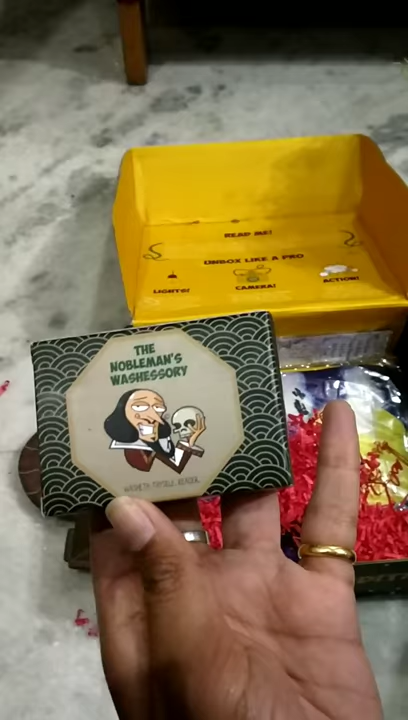 READ ME!
UNBOX LIKE A PRO
LIGHTS!
CAMERA!
ACTION!
THE
NOBLEMAN'S
WASHESSORY